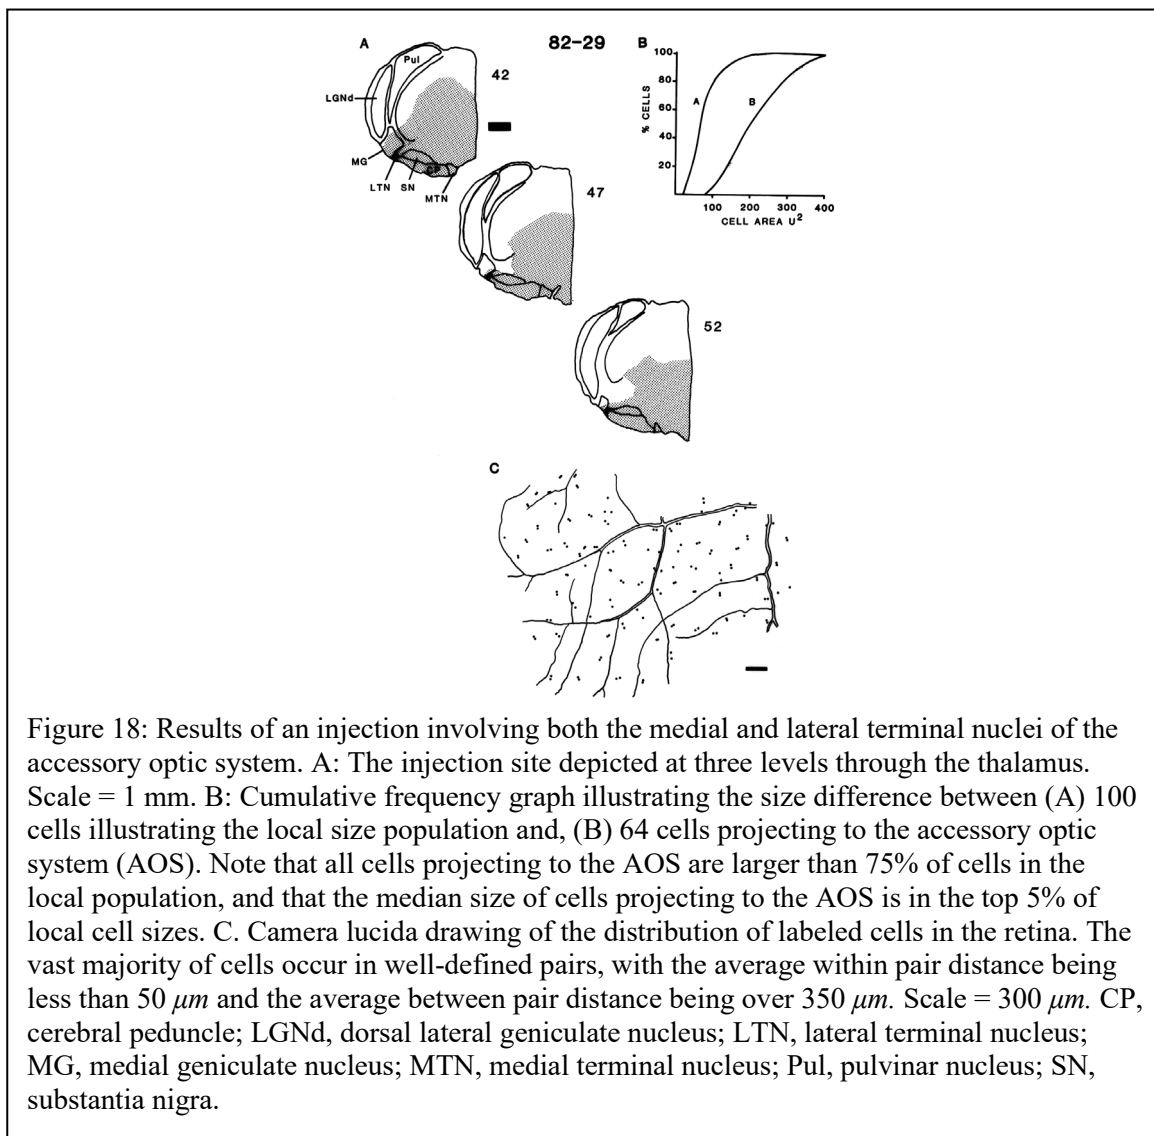 A
82-29
B
Pul
42
LGNd
MG
LTN SN CP MTN
47
52
100
80
60
40
20
% CELLS
A
B
100 200 300 400
CELL AREA U²
C
Figure 18: Results of an injection involving both the medial and lateral terminal nuclei of the
accessory optic system. A: The injection site depicted at three levels through the thalamus.
Scale = 1 mm. B: Cumulative frequency graph illustrating the size difference between (A) 100
cells illustrating the local size population and, (B) 64 cells projecting to the accessory optic
system (AOS). Note that all cells projecting to the AOS are larger than 75% of cells in the
local population, and that the median size of cells projecting to the AOS is in the top 5% of
local cell sizes. C. Camera lucida drawing of the distribution of labeled cells in the retina. The
vast majority of cells occur in well-defined pairs, with the average within pair distance being
less than 50 μm and the average between pair distance being over 350 μm. Scale = 300 μm. CP,
cerebral peduncle; LGNd, dorsal lateral geniculate nucleus; LTN, lateral terminal nucleus;
MG, medial geniculate nucleus; MTN, medial terminal nucleus; Pul, pulvinar nucleus; SN,
substantia nigra.